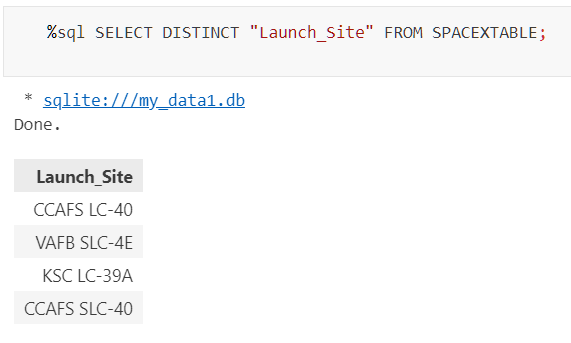 %sql SELECT DISTINCT "Launch_Site" FROM SPACEXTABLE;
* sqlite:///my_data1.db
Done.
Launch_Site
CCAFS LC-40
VAFB SLC-4E
KSC LC-39A
CCAFS SLC-40